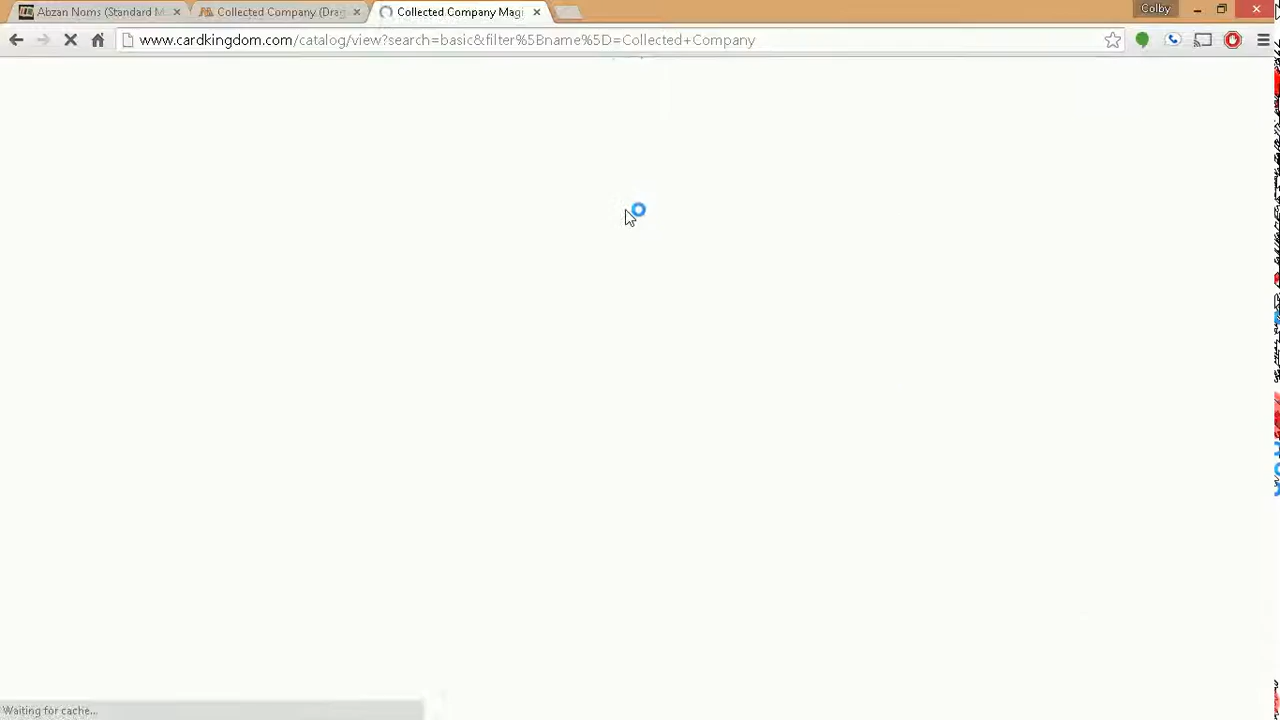 Abzan Noms (Standard M
Collected Company (Drag
Collected Company Magi
Colby
www.cardkingdom.com/catalog/view?search=basic&filter%5Bname%5D=Collected+Company
Waiting for cache...